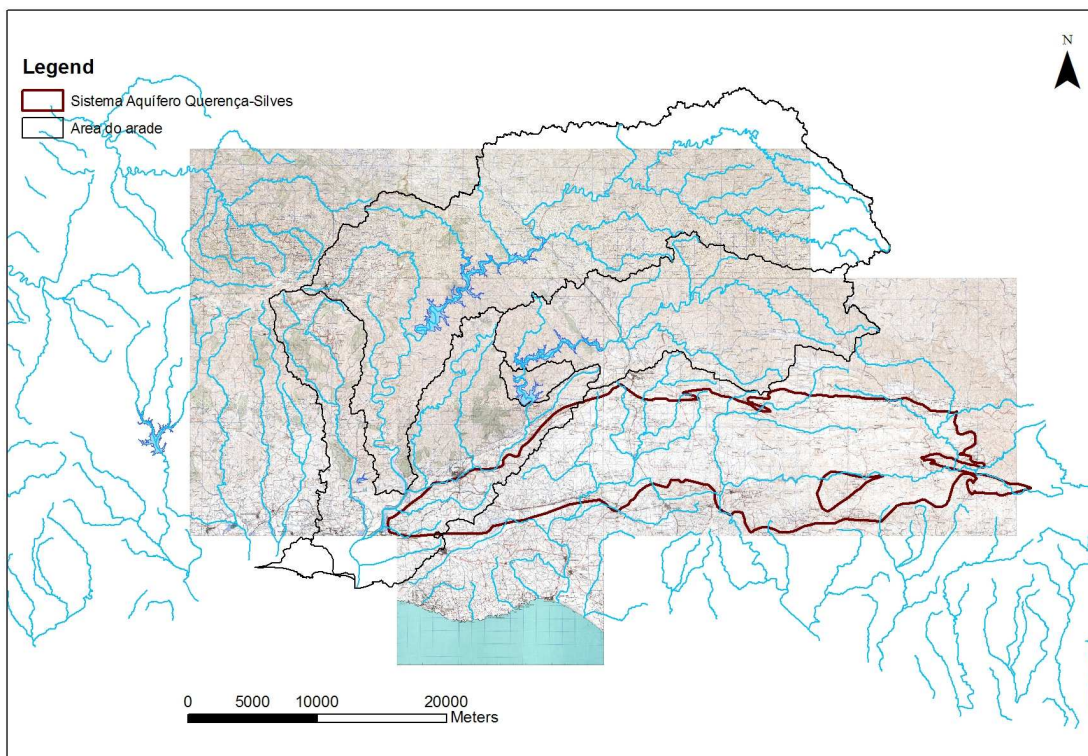 N
Legend
Sistema Aquífero Querença-Silves
Area do arade
0 5000 10000 20000
Meters